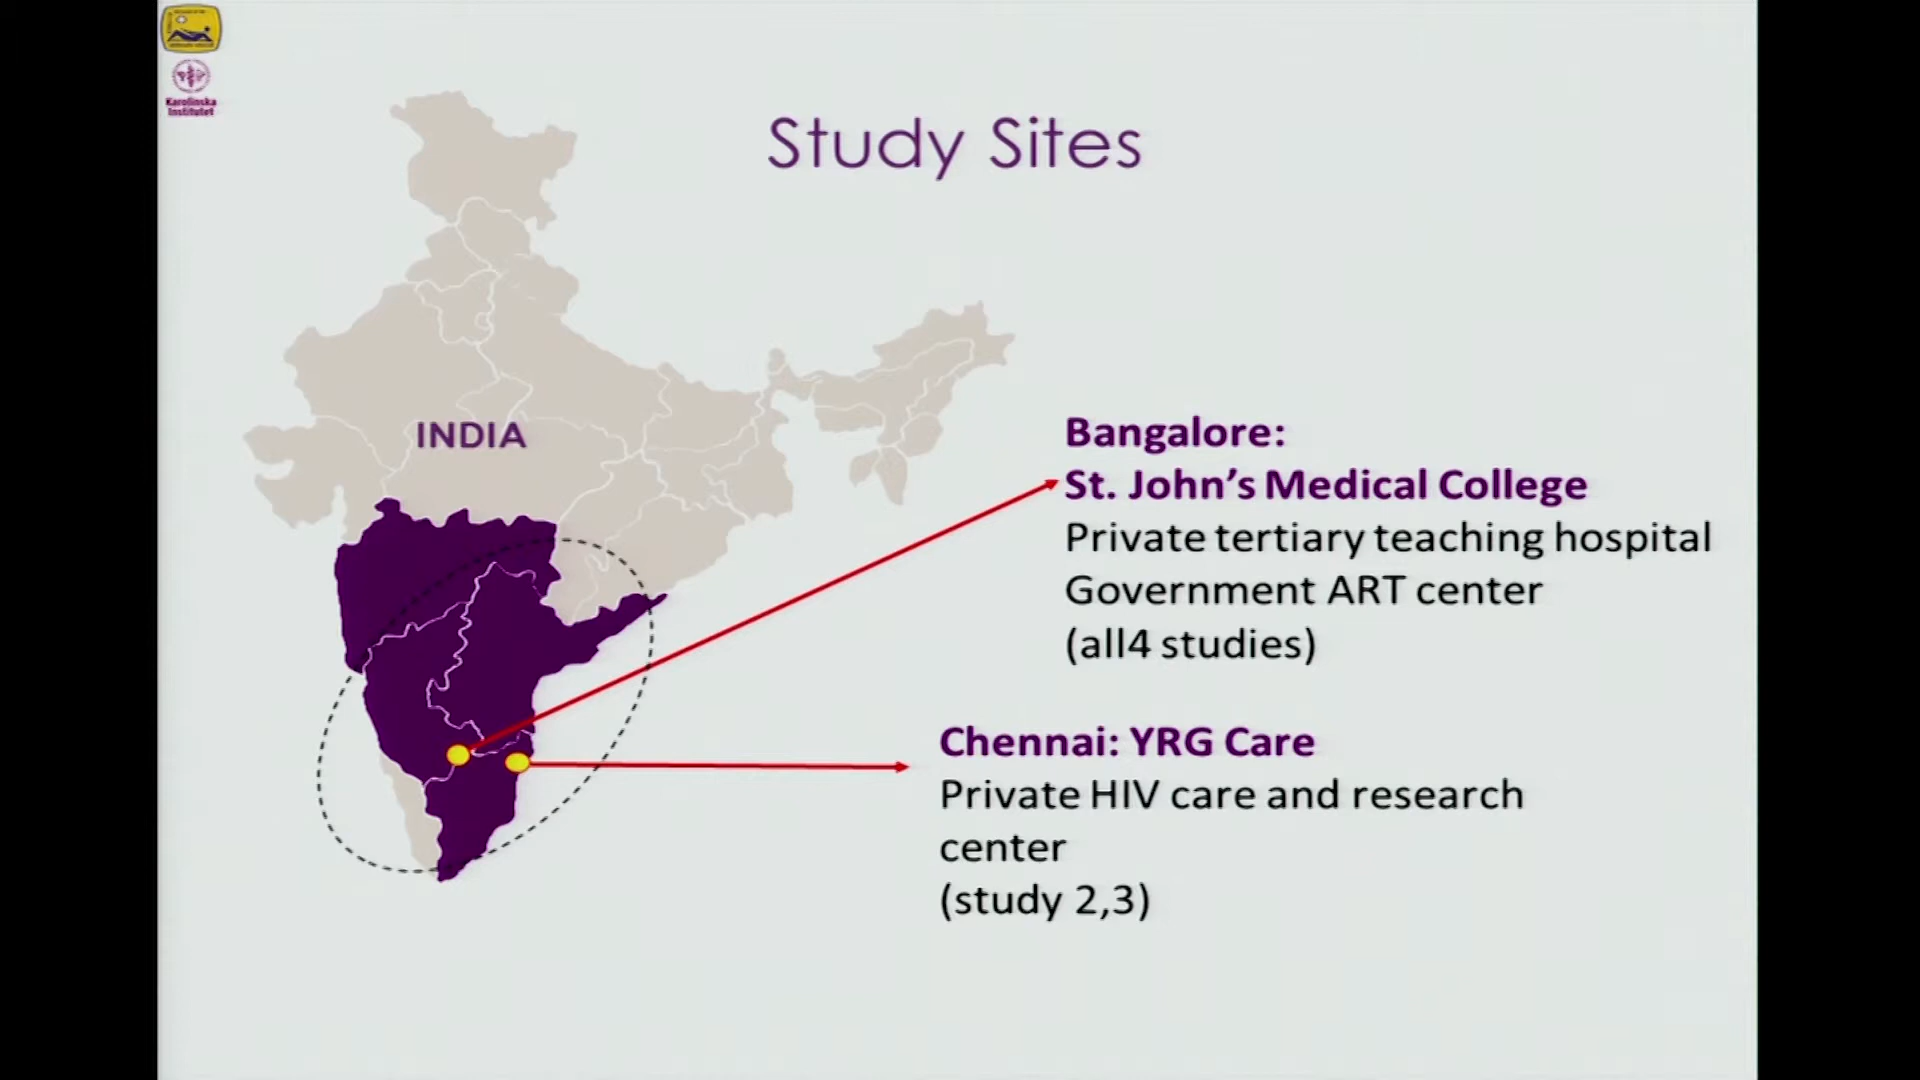 Karolinska
Institutet
Study Sites
INDIA
Bangalore:
St. John’s Medical College
Private tertiary teaching hospital
Government ART center
(all4 studies)
Chennai: YRG Care
Private HIV care and research
center
(study 2,3)